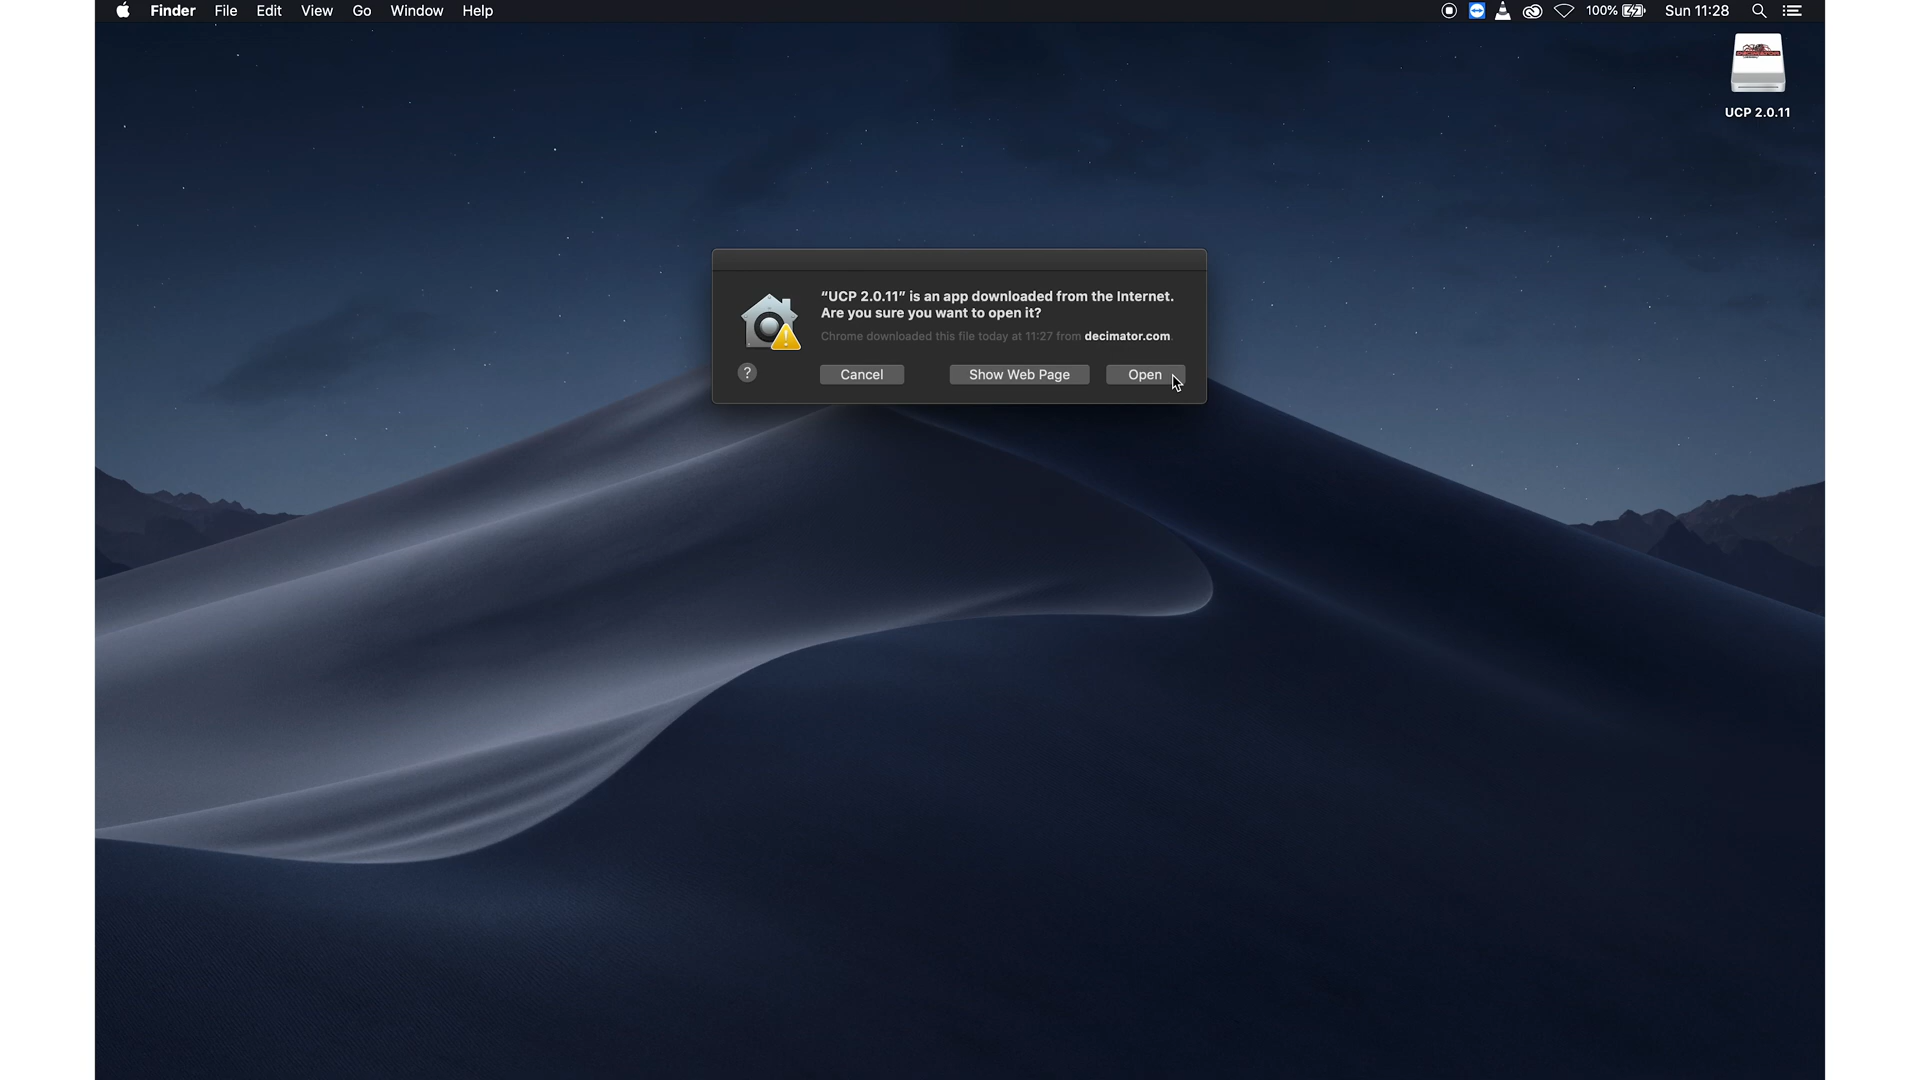 Finder File Edit View Go Window Help 100% Sun 11:28
UCP 2.0.11
“UCP 2.0.11” is an app downloaded from the Internet.
Are you sure you want to open it?
Chrome downloaded this file today at 11:27 from decimator.com.
? Cancel Show Web Page Open